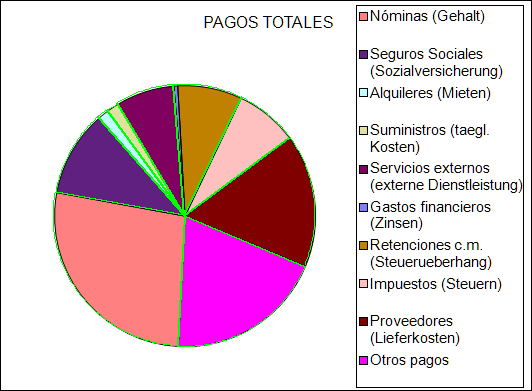 PAGOS TOTALES
Nóminas (Gehalt)
Seguros Sociales
(Sozialversicherung)
Alquileres (Mieten)
Suministros (taegl.
Kosten)
Servicios externos
(externe Dienstleistung)
Gastos financieros
(Zinsen)
Retenciones c.m.
(Steuerueberhang)
Impuestos (Steuern)
Proveedores
(Lieferkosten)
Otros pagos